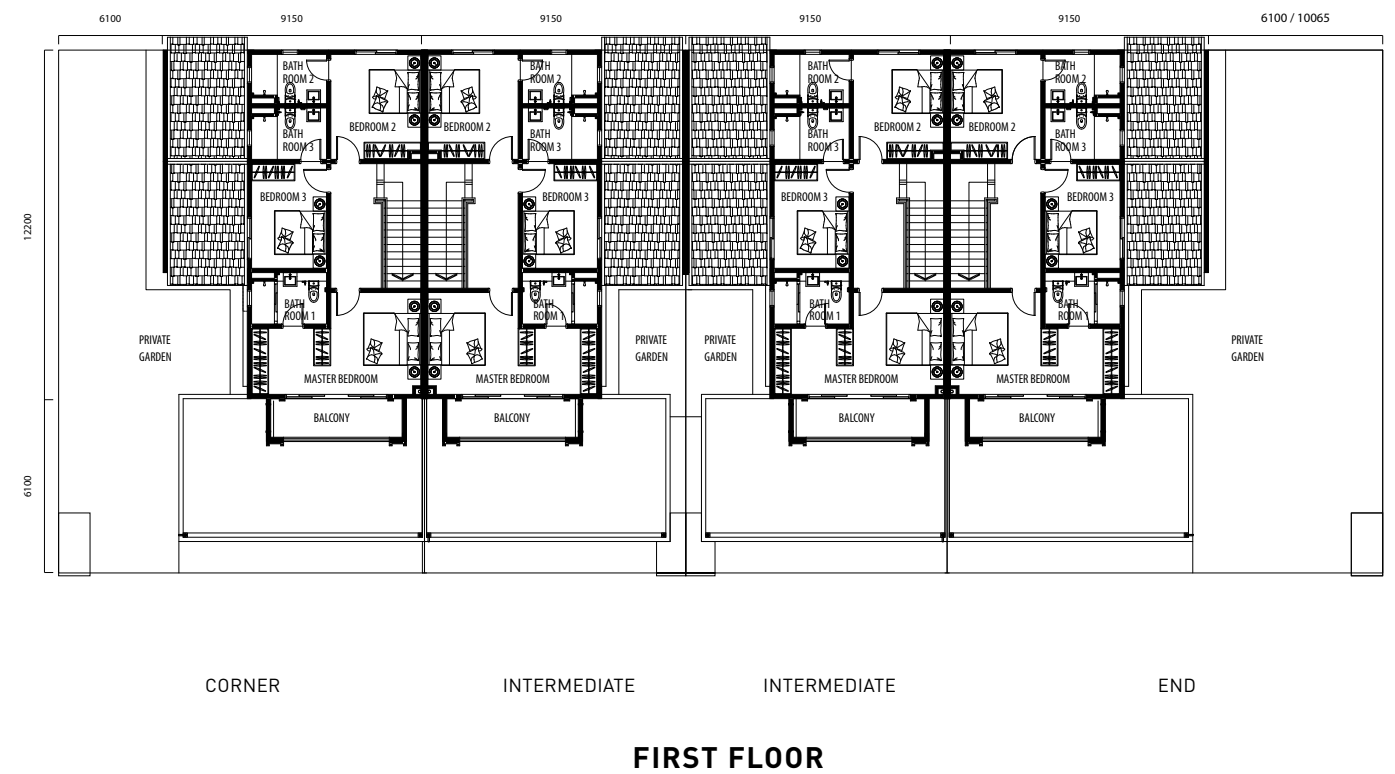 6100 9150 9150 9150 9150 6100 / 10065
BATH BATH BATH BATH
ROOM 2 ROOM 2 ROOM 2 ROOM 2
BEDROOM 2 BEDROOM 2 BEDROOM 2 BEDROOM 2
BATH BATH BATH BATH
ROOM 3 ROOM 3 ROOM 3 ROOM 3
BEDROOM 3 BEDROOM 3 BEDROOM 3 BEDROOM 3
12200
BATH BATH BATH BATH
ROOM 1 ROOM 1 ROOM 1 ROOM 1
PRIVATE PRIVATE PRIVATE PRIVATE
GARDEN GARDEN GARDEN GARDEN
MASTER BEDROOM MASTER BEDROOM MASTER BEDROOM MASTER BEDROOM
BALCONY BALCONY BALCONY BALCONY
6100
CORNER INTERMEDIATE INTERMEDIATE END
FIRST FLOOR